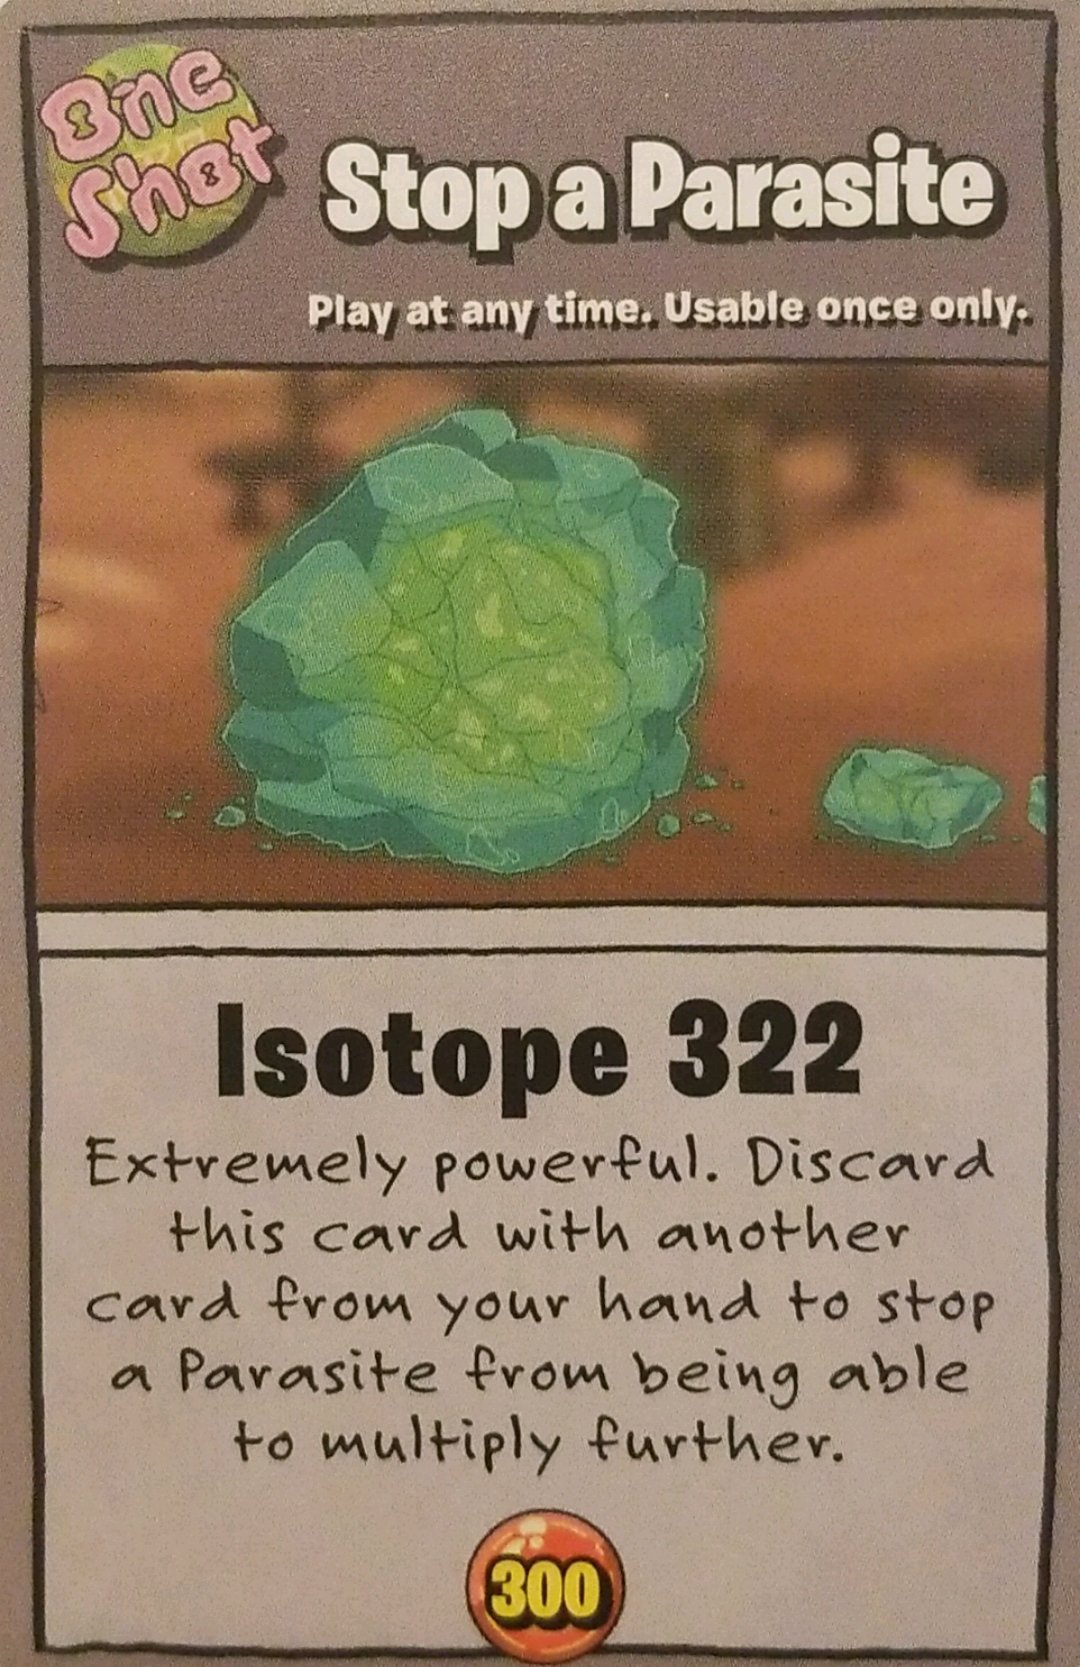 One
S'hot
Stop a Parasite
Play at any time. Usable once only.
Isotope 322
Extremely powerful. Discard
this card with another
card from your hand to stop
a Parasite from being able
to multiply further.
300